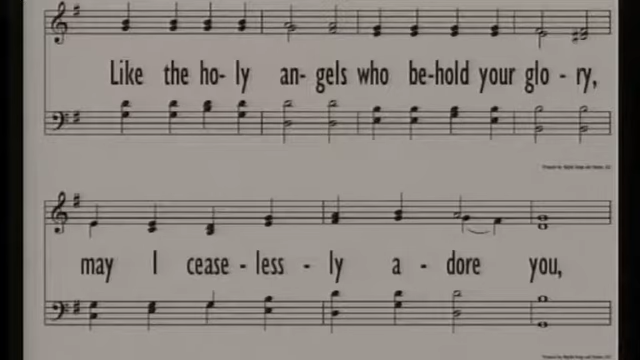 Like the ho- ly an- gels who be-hold your glo - ry,
may I cease - less - ly a - dore you,